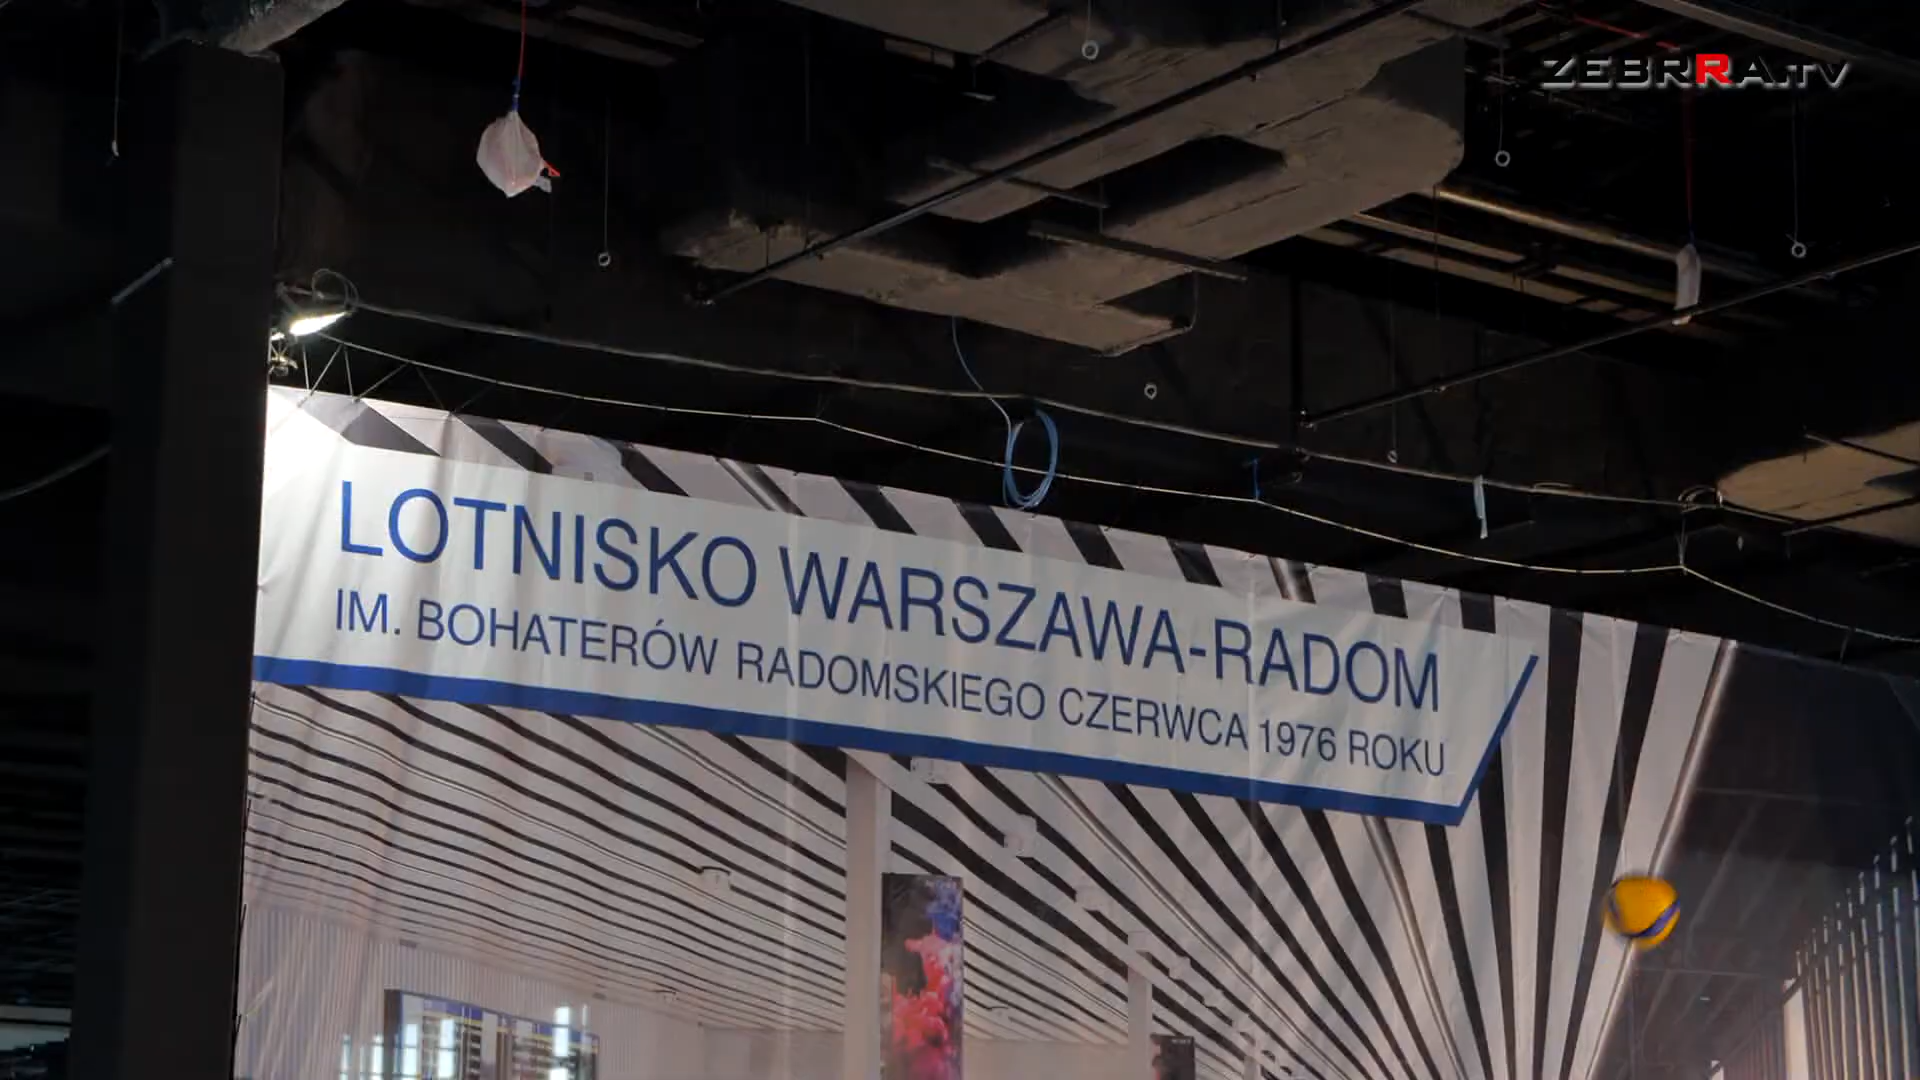 ZEBRRA.TV
LOTNISKO WARSZAWA-RADOM
IM. BOHATERÓW RADOMSKIEGO CZERWCA 1976 ROKU